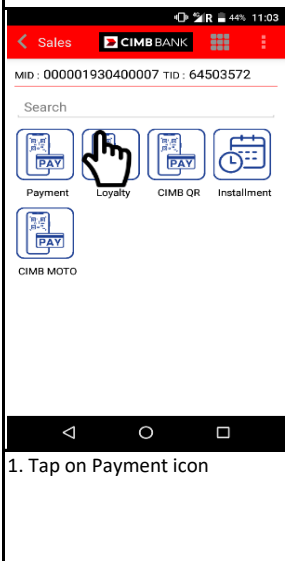 R 44% 11:03
Sales CIMB BANK
MID : 000001930400007 TID : 64503572
Search
PAY PAY
Payment Loyalty CIMB QR Installment
PAY
CIMB MOTO
1. Tap on Payment icon